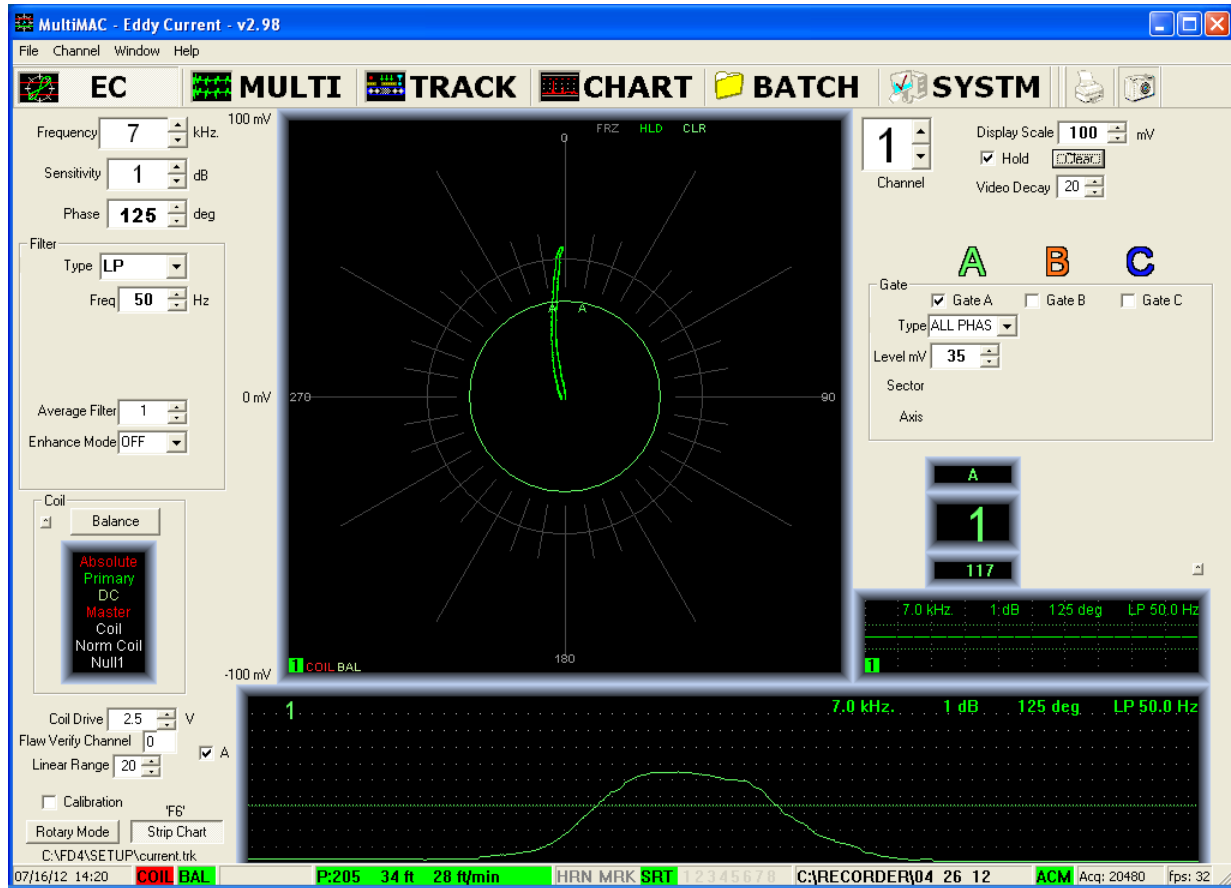 MultiMAC - Eddy Current - v2.98
File Channel Window Help
EC MULTI TRACK CHART BATCH SYSTM
Frequency 7 kHz.
Sensitivity 1 dB
Phase 125 deg
Filter
Type LP
Freq 50 Hz
Average Filter 1
Enhance Mode OFF
Coil
Balance
Absolute
Primary
DC
Master
Coil
Norm Coil
Null1
Coil Drive 2.5 V
Flaw Verify Channel 0
A
Linear Range 20
Calibration
'F6'
Rotary Mode Strip Chart
C:\FD4\SETUP\current.trk
100 mV
0 mV
-100 mV
FRZ HLD CLR
0
A A
270 90
180
1 COIL BAL
1
Channel
Display Scale 100 mV
Hold Clear
Video Decay 20
A B C
Gate
Gate A Gate B Gate C
Type ALL PHAS
Level mV 35
Sector
Axis
A
1
117
7.0 kHz. 1 dB 125 deg LP 50.0 Hz
1
1 7.0 kHz. 1 dB 125 deg LP 50.0 Hz
07/16/12 14:20 COIL BAL P:205 34 ft 28 ft/min HRN MRK SRT 1 2 3 4 5 6 7 8 C:\RECORDER\04 26 12 ACM Acq: 20480 fps: 32